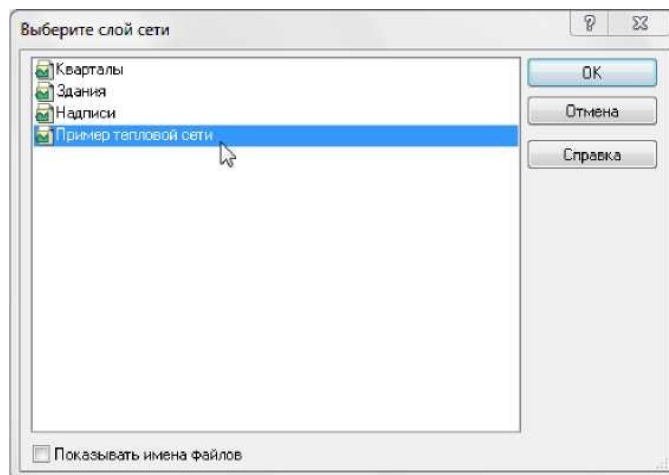 Выберите слой сети
Кварталы
Здания
Надписи
Пример тепловой сети
OK
Отмена
Справка
Показывать имена файлов